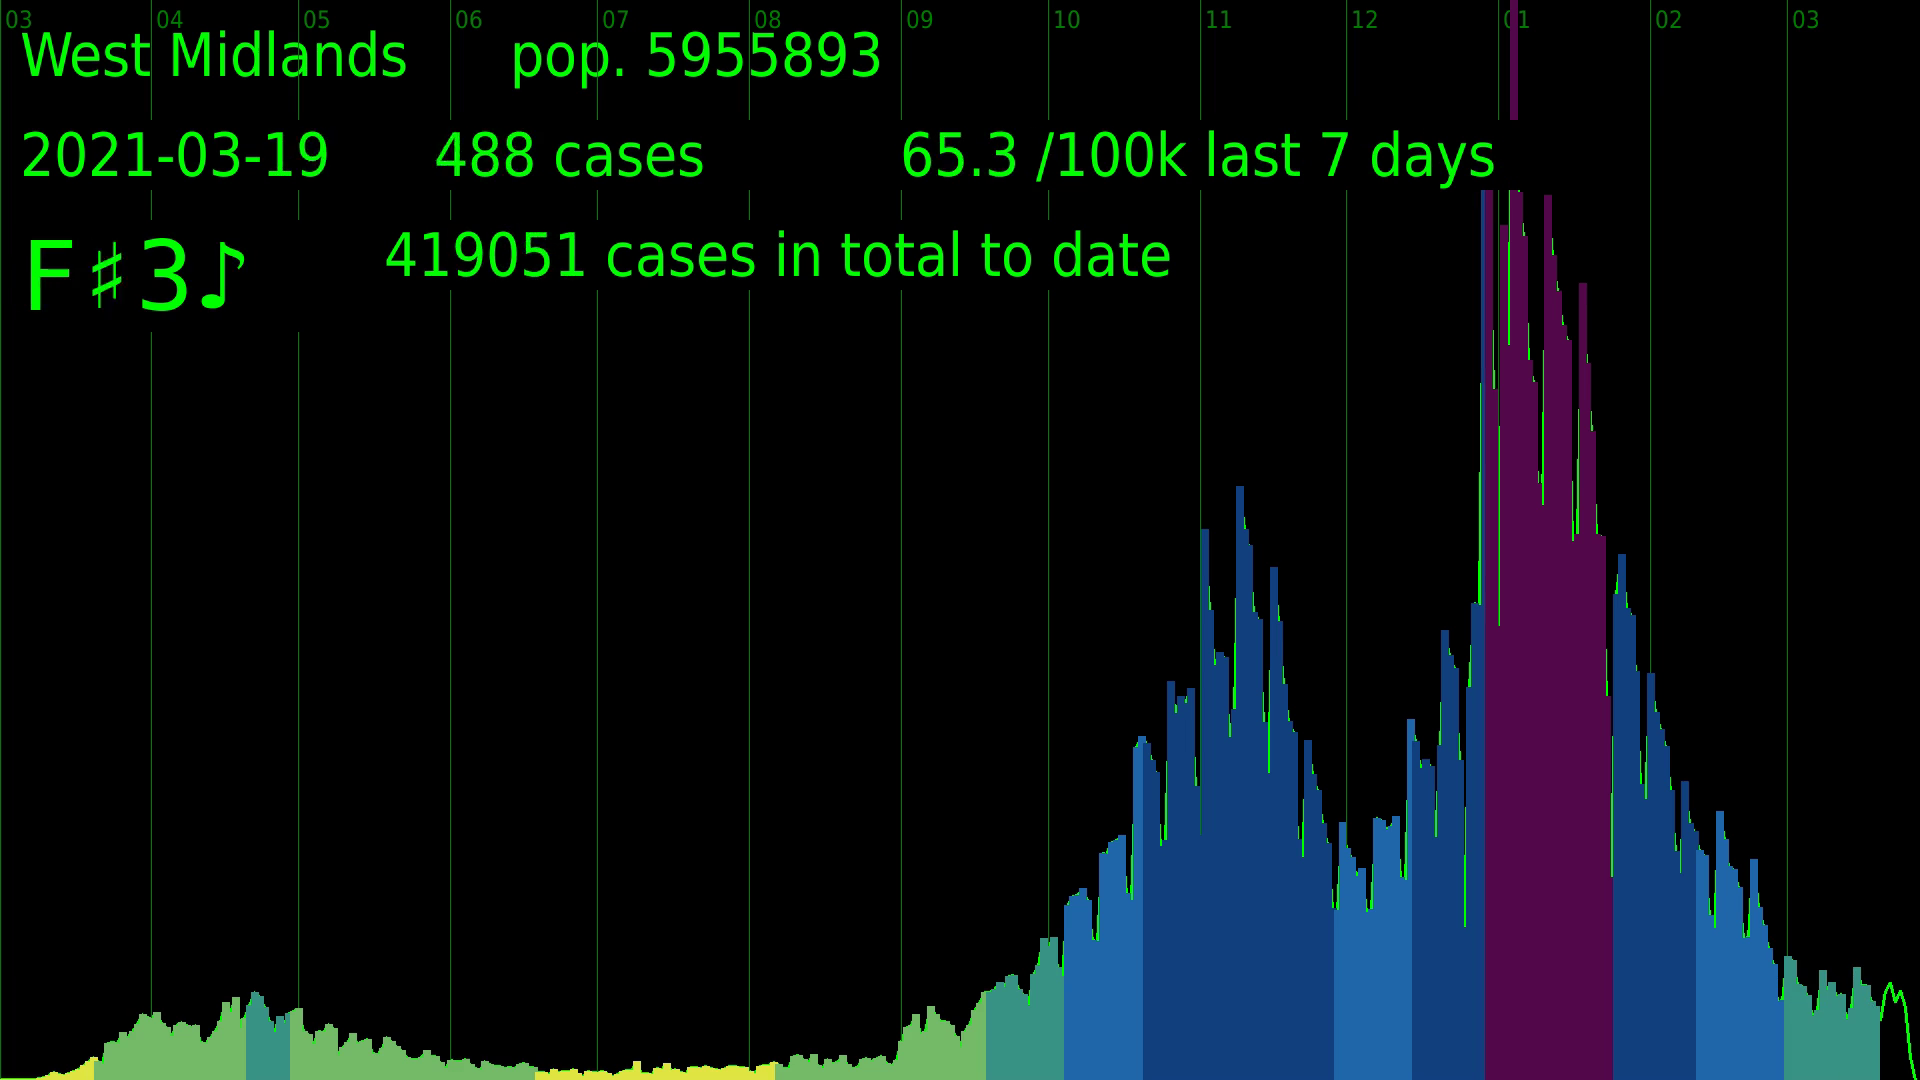 03 04 05 06 07 08 09 10 11 12 01 02 03
West Midlands pop. 5955893
2021-03-19 488 cases 65.3 /100k last 7 days
F♯3♪ 419051 cases in total to date